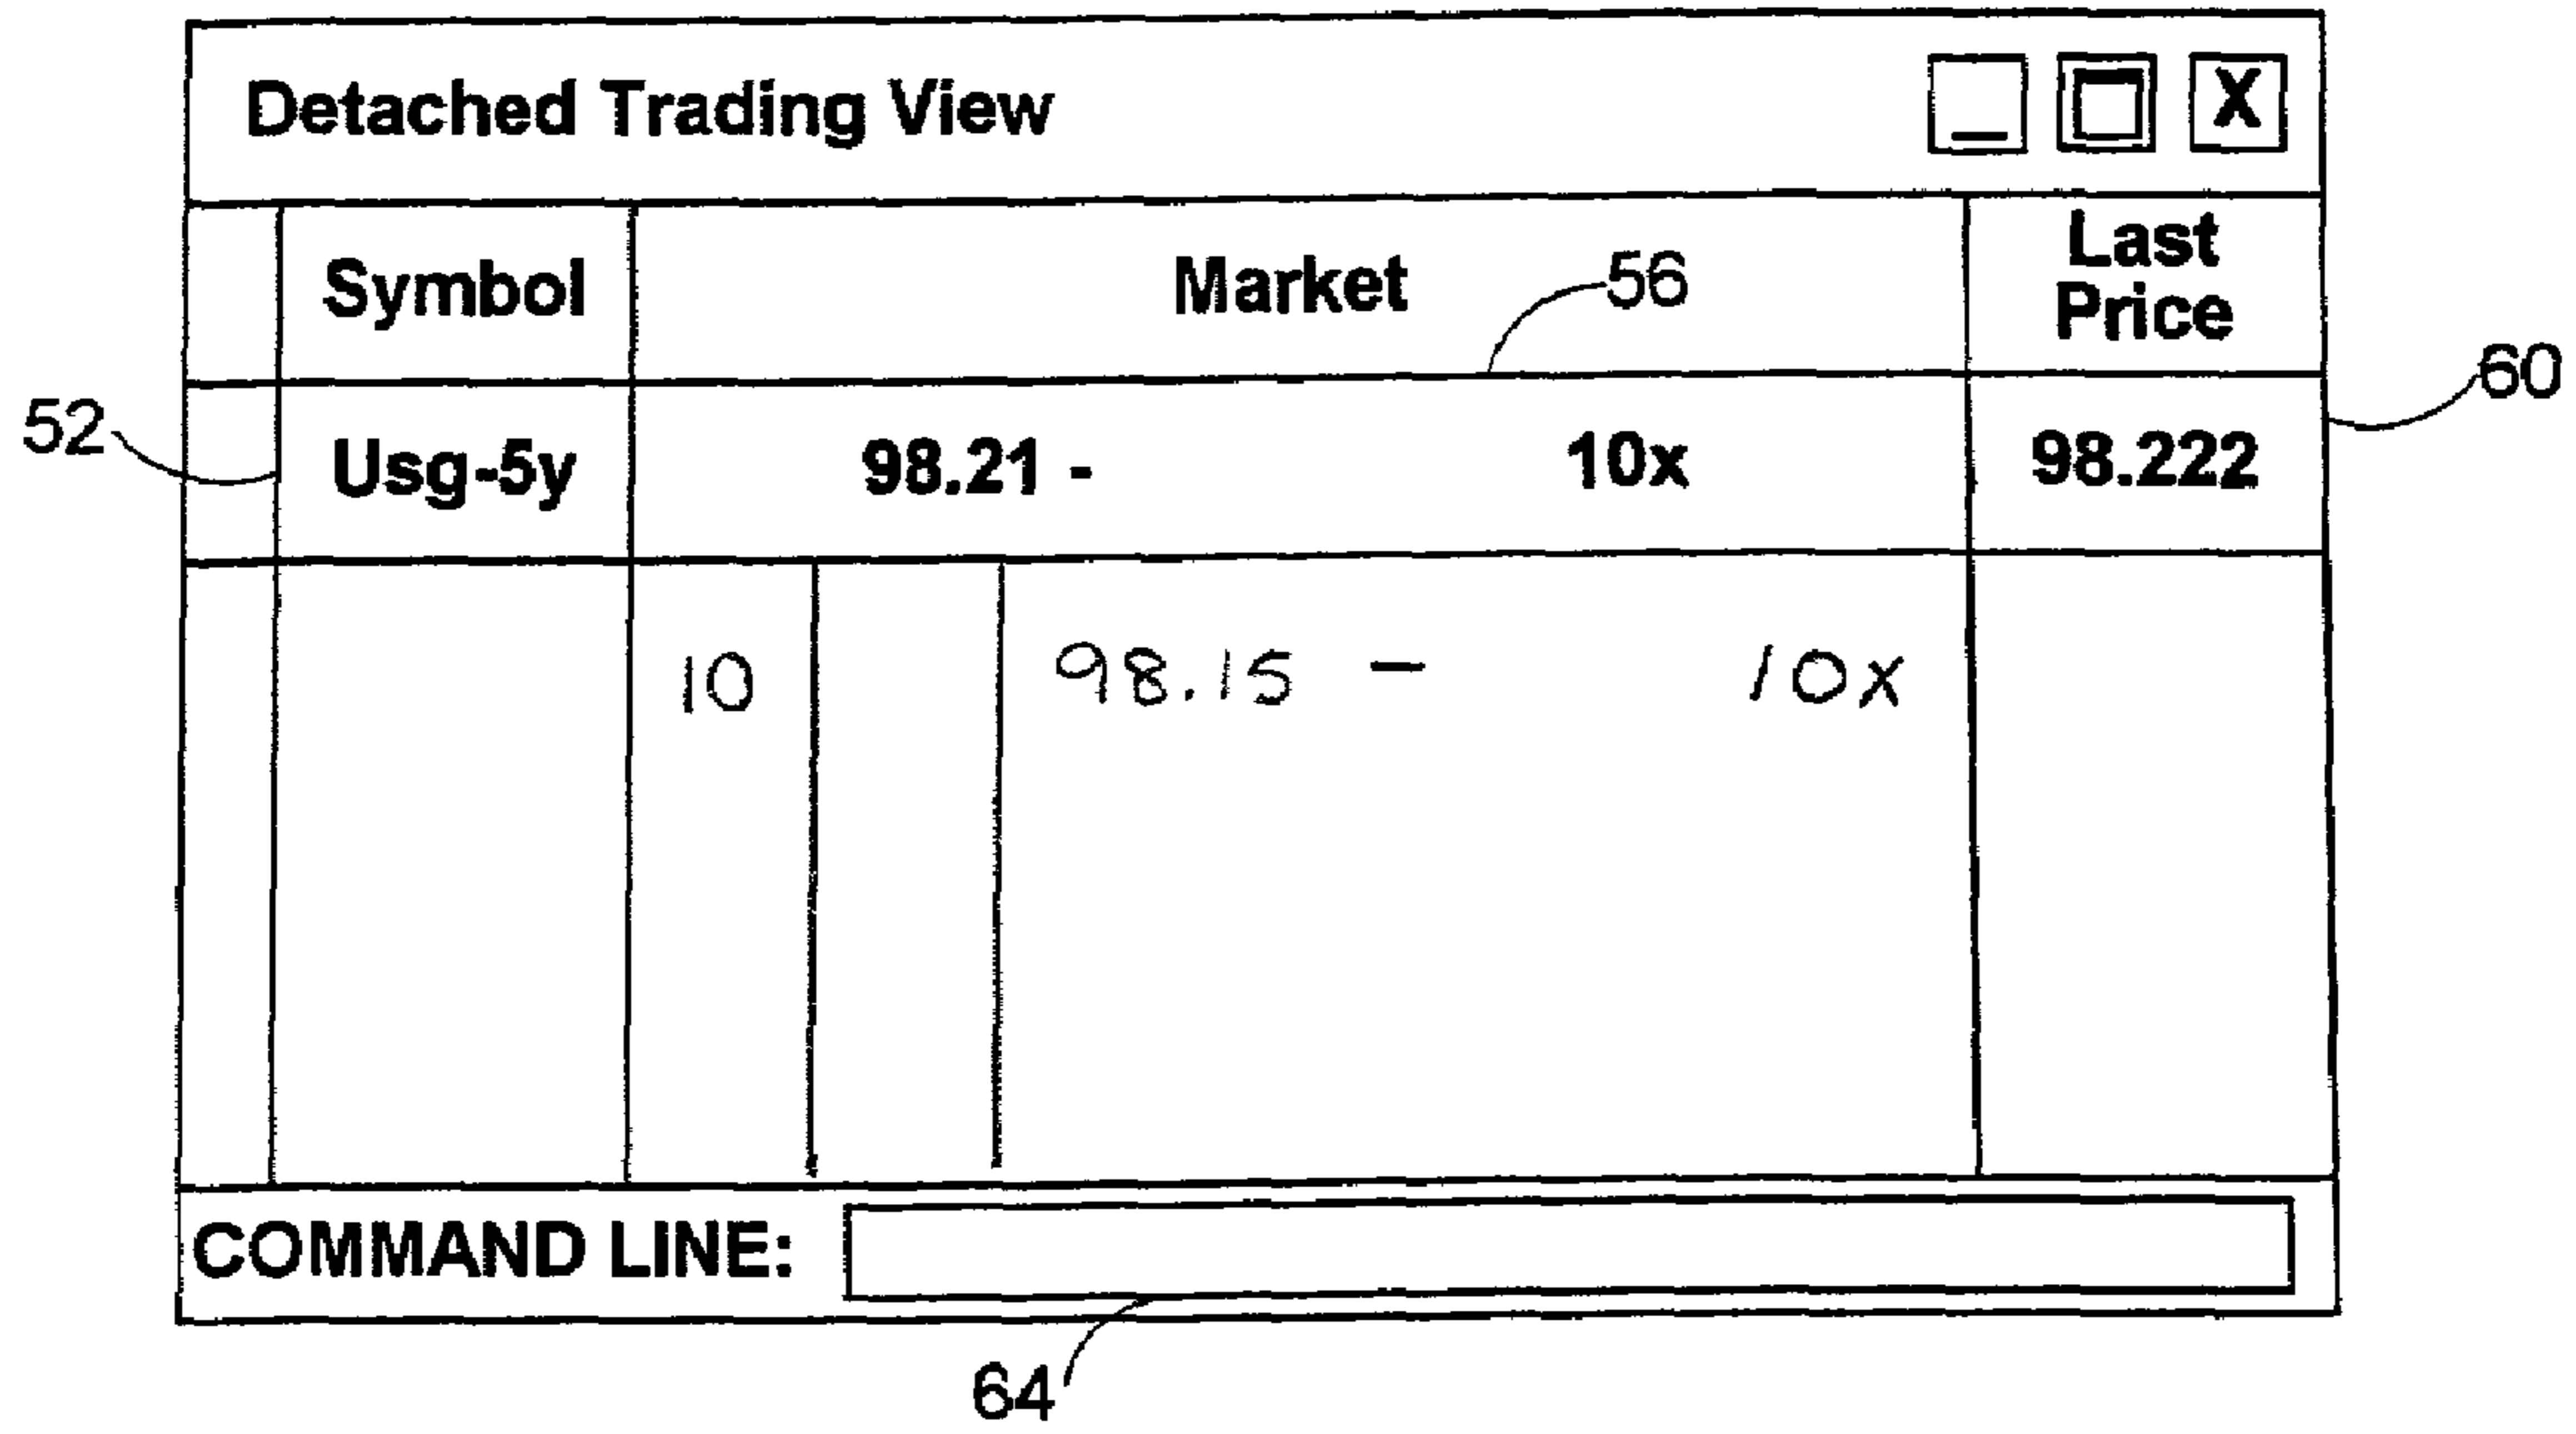 Detached Trading View _ X
Symbol Market Last Price
56
60
52
Usg-5y 98.21 - 10x 98.222
10 98.15 - 10x
COMMAND LINE:
64